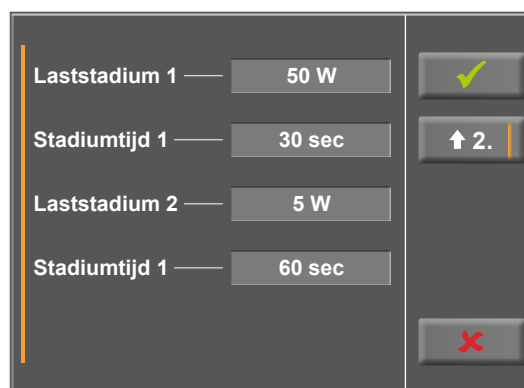 Laststadium 1 50 W
Stadiumtijd 1 30 sec
2.
Laststadium 2 5 W
Stadiumtijd 1 60 sec